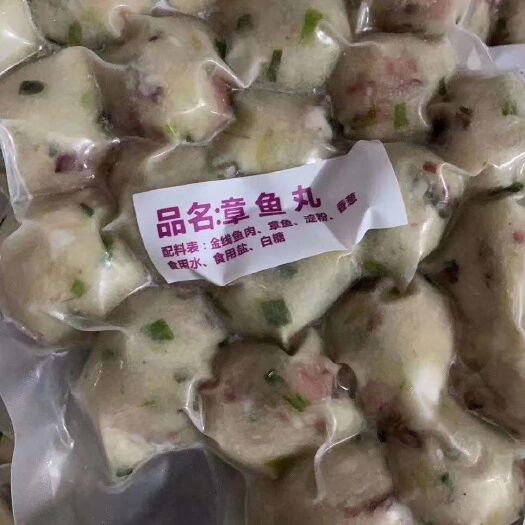 品名:章鱼丸
配料表：金线鱼肉、章鱼、淀粉、香葱
食用水、食用盐、白糖